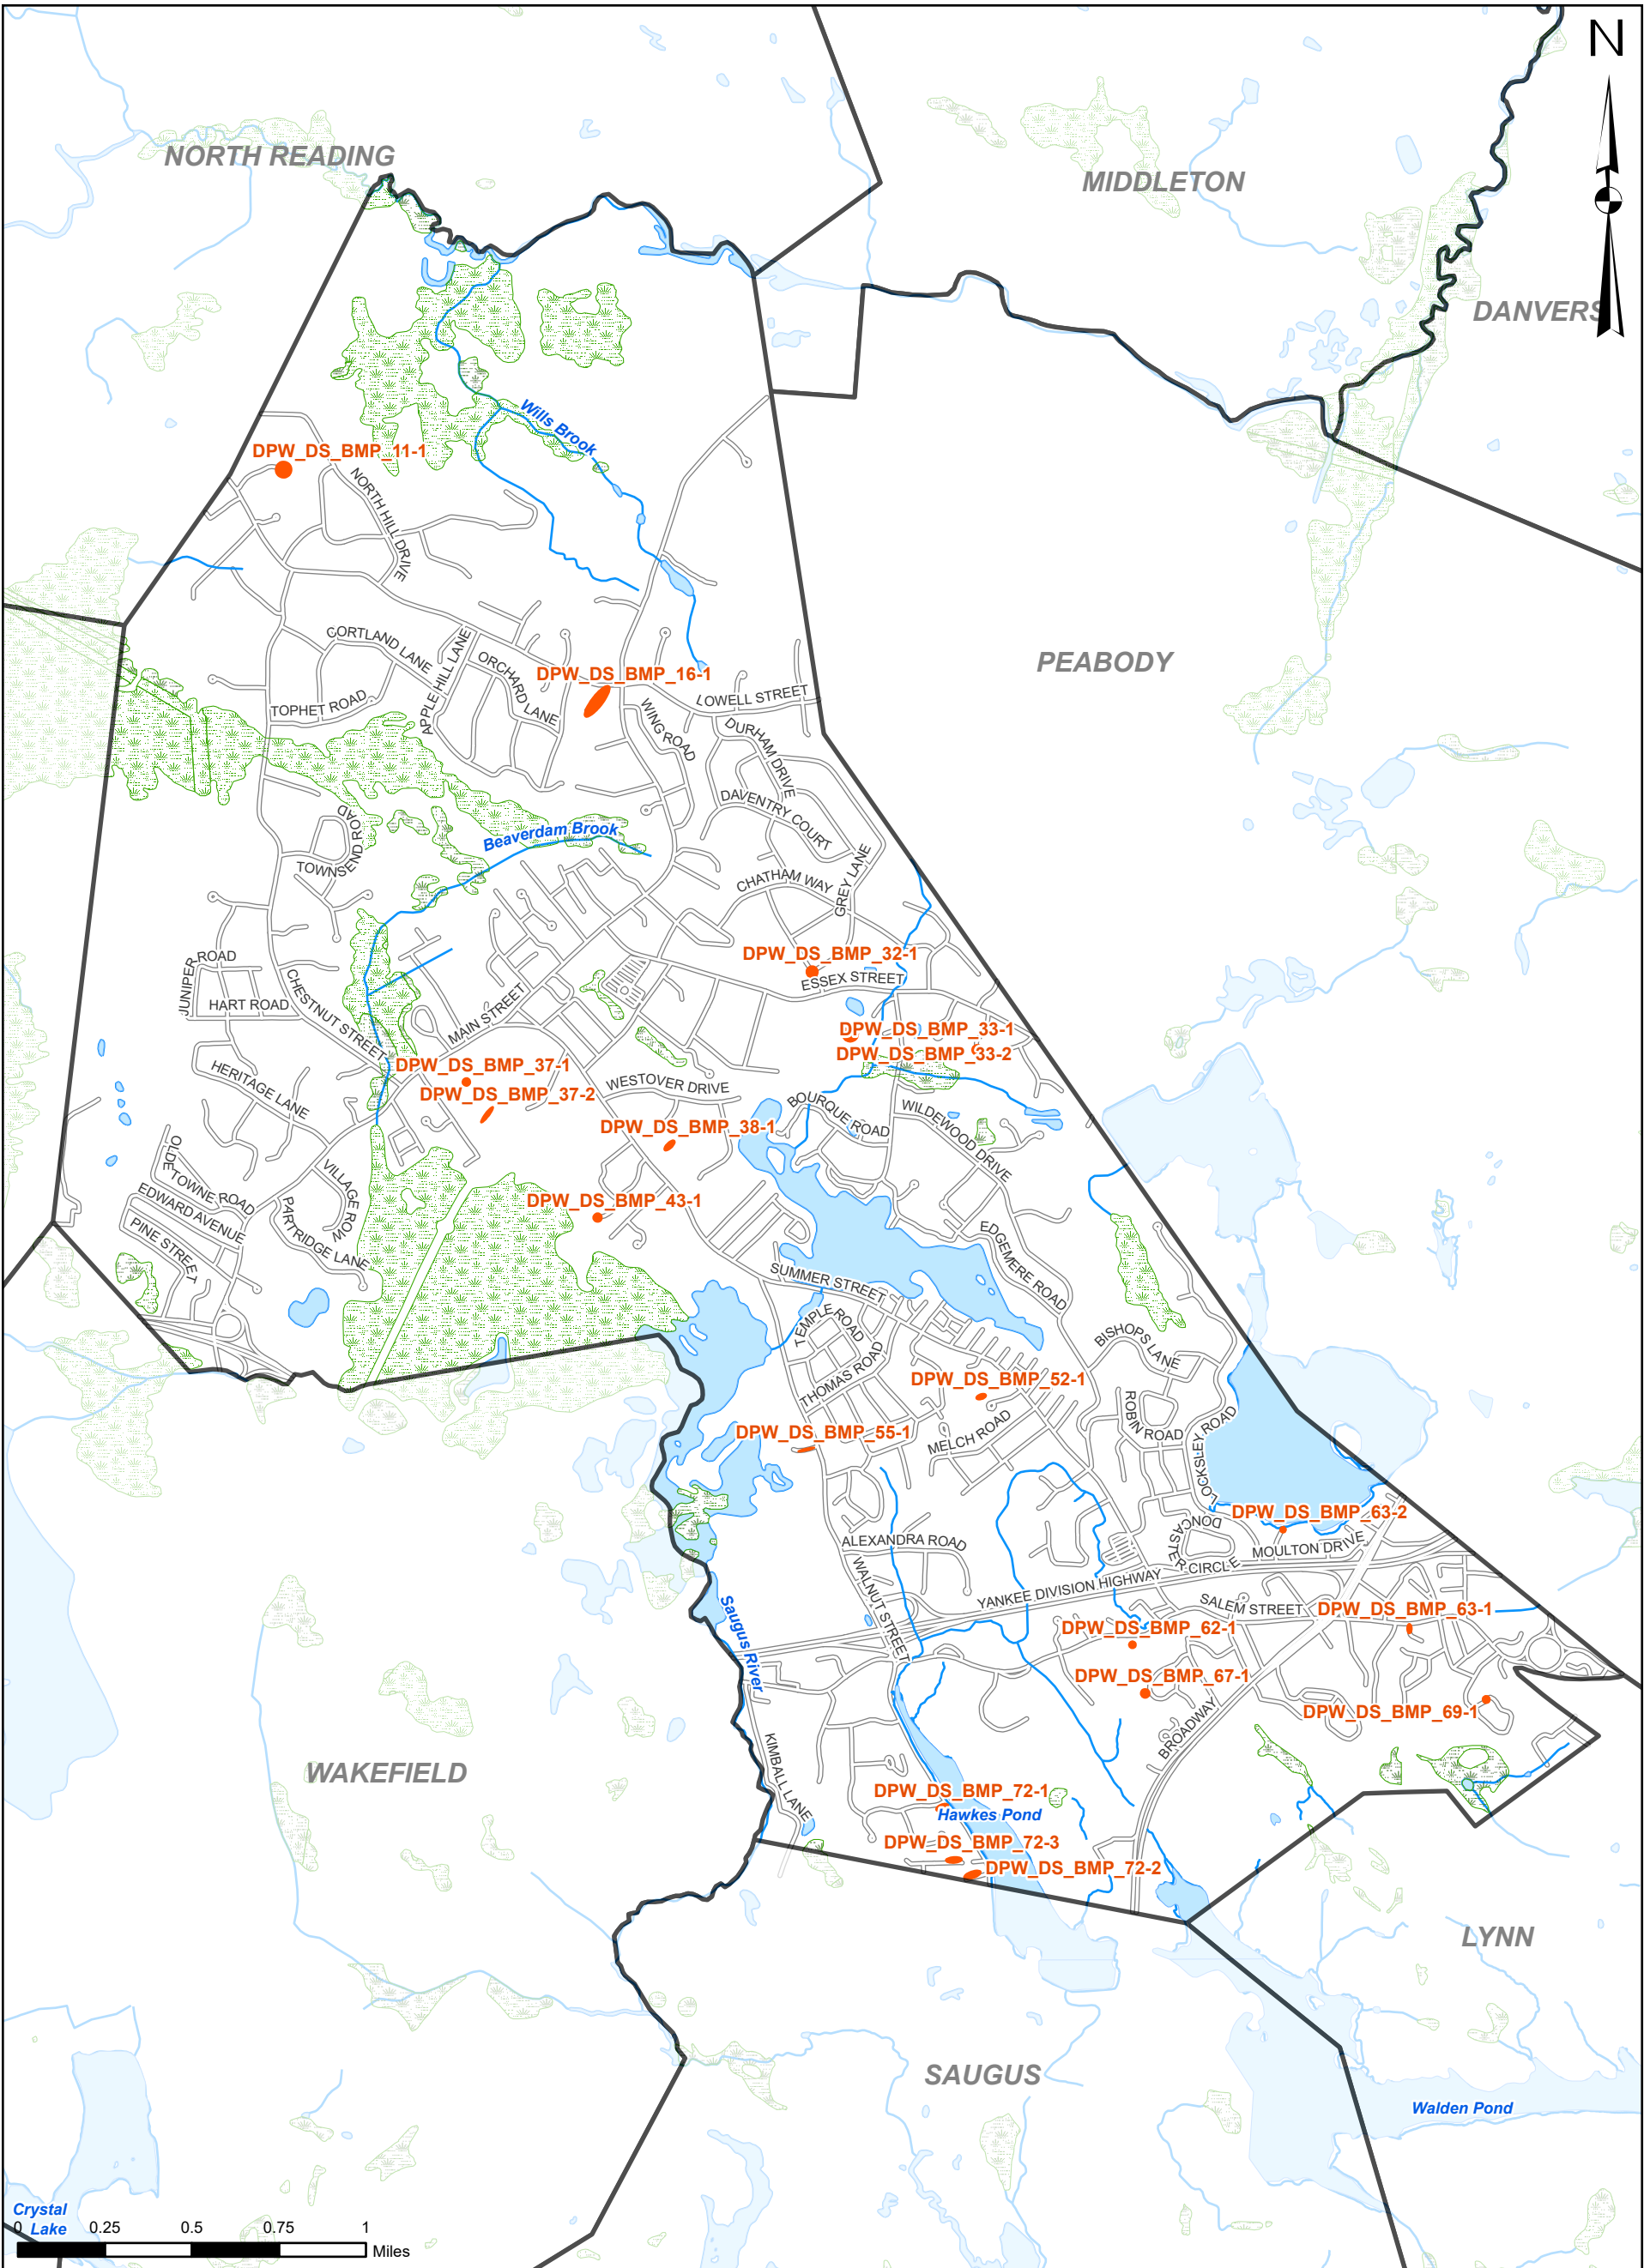 N
NORTH READING
MIDDLETON
DANVERS
Wills Brook
DPW_DS_BMP_11-1
NORTH HILL DRIVE
CORTLAND LANE
APPLE HILL LANE
ORCHARD LANE
PEABODY
DPW_DS_BMP_16-1
LOWELL STREET
TOPHET ROAD
WING ROAD
DURHAM DRIVE
DAVENTRY COURT
TOWNSEND ROAD
Beaverdam Brook
CHATHAM WAY
GREY LANE
JUNIPER ROAD
DPW_DS_BMP_32-1
ESSEX STREET
HART ROAD
CHESTNUT STREET
MAIN STREET
DPW_DS_BMP_33-1
DPW_DS_BMP_33-2
DPW_DS_BMP_37-1
DPW_DS_BMP_37-2
HERITAGE LANE
WESTOVER DRIVE
BOURQUE ROAD
WILDEWOOD DRIVE
DPW_DS_BMP_38-1
OLDE TOWNE ROAD
VILLAGE ROW
EDWARD AVENUE
PARTRIDGE LANE
PINE STREET
DPW_DS_BMP_43-1
EDGEMERE ROAD
SUMMER STREET
TEMPLE ROAD
THOMAS ROAD
BISHOPS LANE
DPW_DS_BMP_52-1
ROBIN ROAD
LOCKSLEY ROAD
DPW_DS_BMP_55-1
MELCH ROAD
DPW_DS_BMP_63-2
DONCASTER CIRCLE
MOULTON DRIVE
ALEXANDRA ROAD
WALNUT STREET
YANKEE DIVISION HIGHWAY
SALEM STREET
DPW_DS_BMP_63-1
Saugus River
DPW_DS_BMP_62-1
DPW_DS_BMP_67-1
BROADWAY
DPW_DS_BMP_69-1
WAKEFIELD
KIMBALL LANE
DPW_DS_BMP_72-1
Hawkes Pond
DPW_DS_BMP_72-3
DPW_DS_BMP_72-2
LYNN
SAUGUS
Walden Pond
Crystal
Lake
0 0.25 0.5 0.75 1
Miles